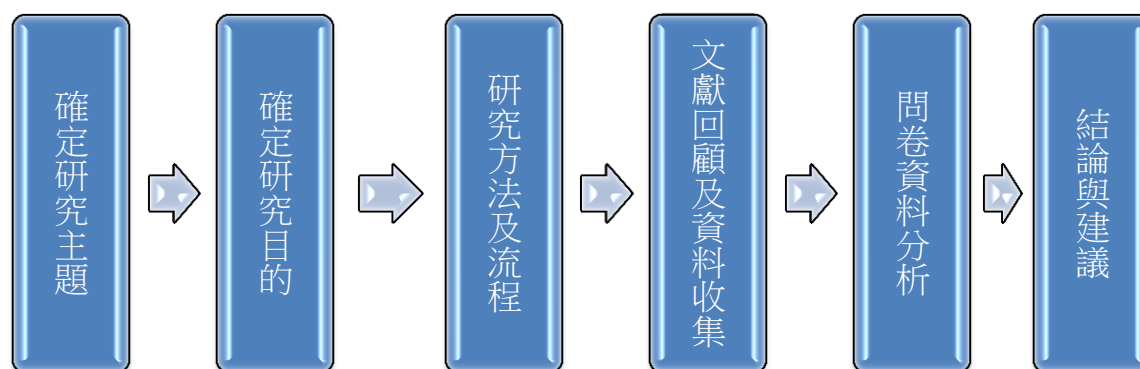 確定研究主題
確定研究目的
研究方法及流程
文獻回顧及資料收集
問卷資料分析
結論與建議